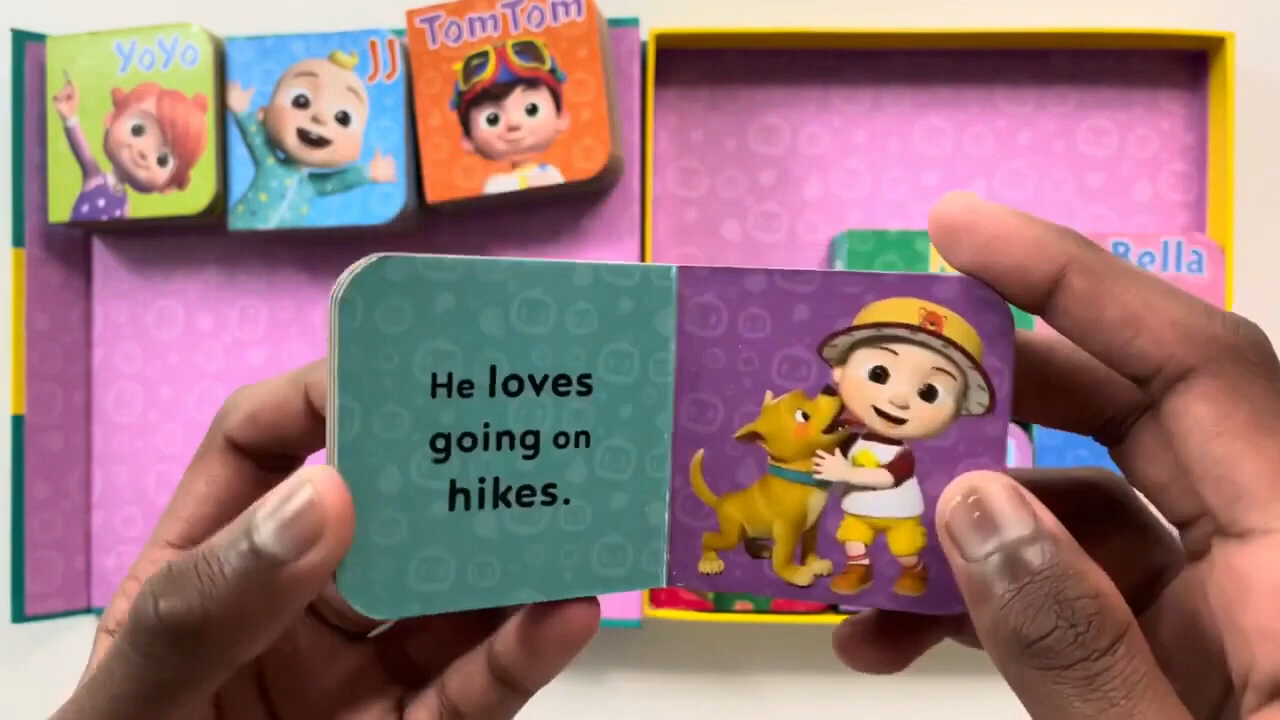 YoYo
JJ
TomTom
Bella
He loves
going on
hikes.